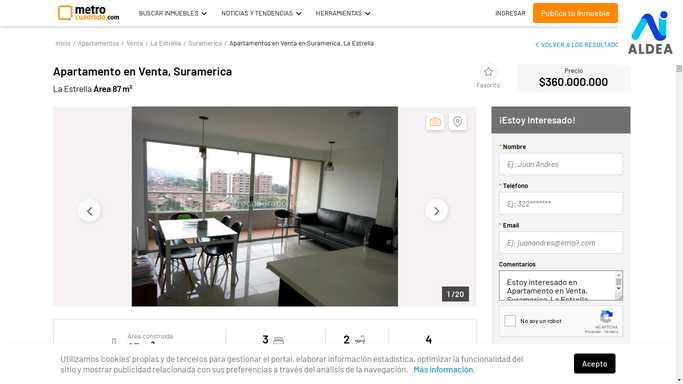 metro
cuadrado.com
BUSCAR INMUEBLES
NOTICIAS Y TENDENCIAS
HERRAMIENTAS
INGRESAR
Publica tu Inmueble
ALDEA
Inicio / Apartamentos / Venta / La Estrella / Suramerica / Apartamentos en Venta en Suramerica, La Estrella
< VOLVER A LOS RESULTADO
Apartamento en Venta, Suramerica
La Estrella Área 87 m²
Favorito
Precio
$360.000.000
1 /20
¡Estoy Interesado!
* Nombre
Ej: Juan Andres
* Teléfono
Ej: 322*******
* Email
Ej: juanandres@email.com
Comentarios
Estoy interesado en
Apartamento en Venta,
Suramerica, La Estrella
No soy un robot
reCAPTCHA
Privacidad - Términos
Área construida
3
2
4
Utilizamos 'cookies' propias y de terceros para gestionar el portal, elaborar información estadística, optimizar la funcionalidad del
sitio y mostrar publicidad relacionada con sus preferencias a través del análisis de la navegación. Más información.
Acepto